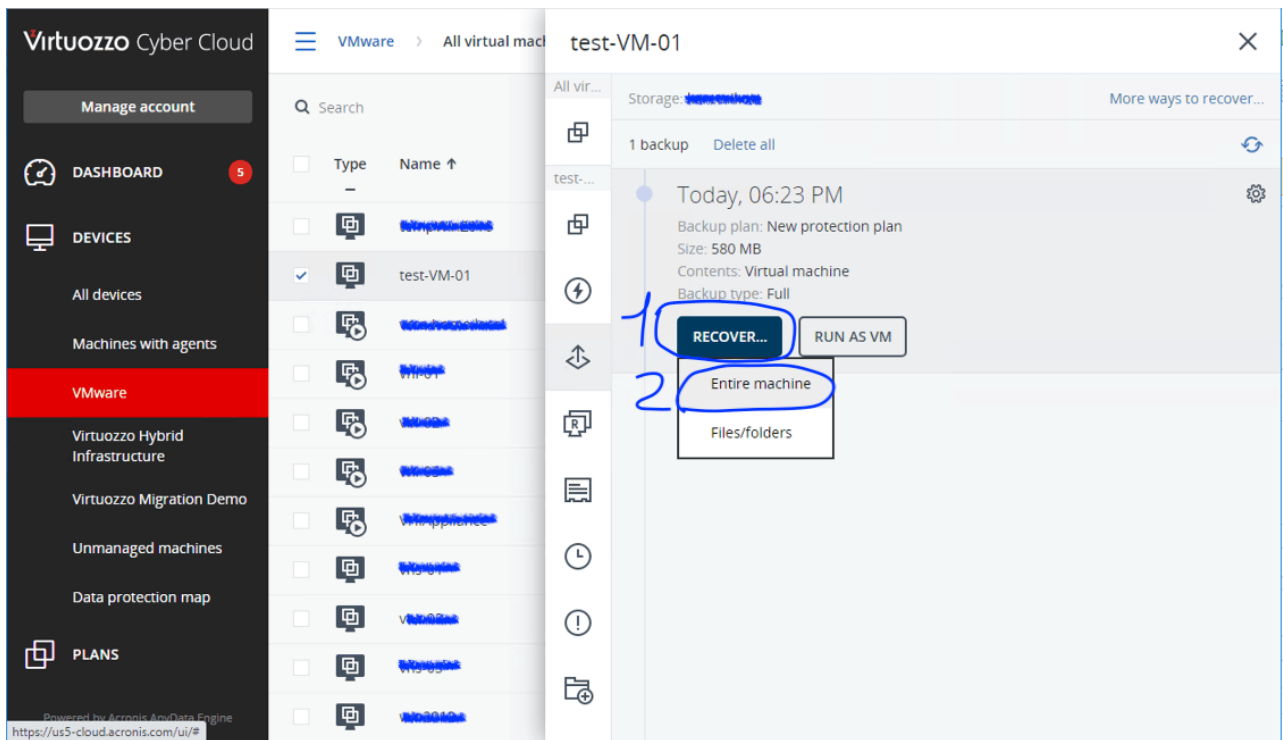 Virtuozzo Cyber Cloud
Manage account
DASHBOARD 5
DEVICES
All devices
Machines with agents
VMware
Virtuozzo Hybrid
Infrastructure
Virtuozzo Migration Demo
Unmanaged machines
Data protection map
PLANS
Powered by Acronis AnyData Engine
https://us5-cloud.acronis.com/ui/#
VMware > All virtual mach
Search
Type Name ↑
test-VM-01
test-VM-01
All vir...
test-...
Storage:
More ways to recover...
1 backup Delete all
Today, 06:23 PM
Backup plan: New protection plan
Size: 580 MB
Contents: Virtual machine
Backup type: Full
1
RECOVER... RUN AS VM
2
Entire machine
Files/folders